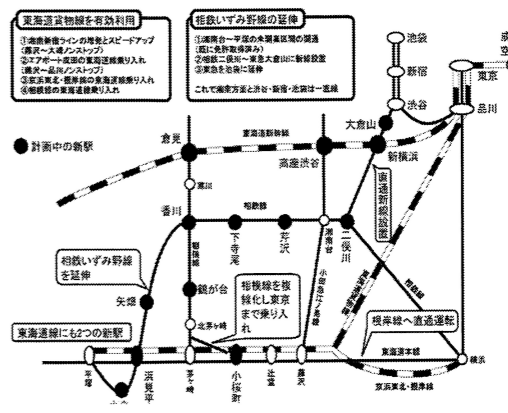 東海道貨物線を有効利用
①湘南新宿ラインの増発とスピードアップ
(藤沢～大崎ノンストップ)
②エアポート成田の東海道線乗り入れ
(藤沢～品川ノンストップ)
③京浜東北・根岸線の東海道線乗り入れ
④相模線の東海道線乗り入れ
相鉄いずみ野線の延伸
①湘南台～平塚の未開業区間の開通
(既に免許取得済み)
②相鉄二俣川～東急大倉山に新線設置
③東急を池袋に延伸
これで湘南方面と渋谷・新宿・池袋は一直線
池袋
新宿
渋谷
東京
品川
大倉山
計画中の新駅
倉見
東海道新幹線
高座渋谷
新横浜
寒川
直通新線設置
香川
相鉄線
下寺尾
芹沢
湘南台
二俣川
相模線
相鉄いずみ野線
を延伸
矢畑
鶴が台
相模線を複
線化し東京
まで乗り入
れ
小田急江ノ島線
相鉄線
北茅ヶ崎
根岸線へ直通運転
東海道線にも2つの新駅
東海道本線
横浜
平塚
浜見平
茅ヶ崎
小桜町
辻堂
藤沢
京浜東北・根岸線